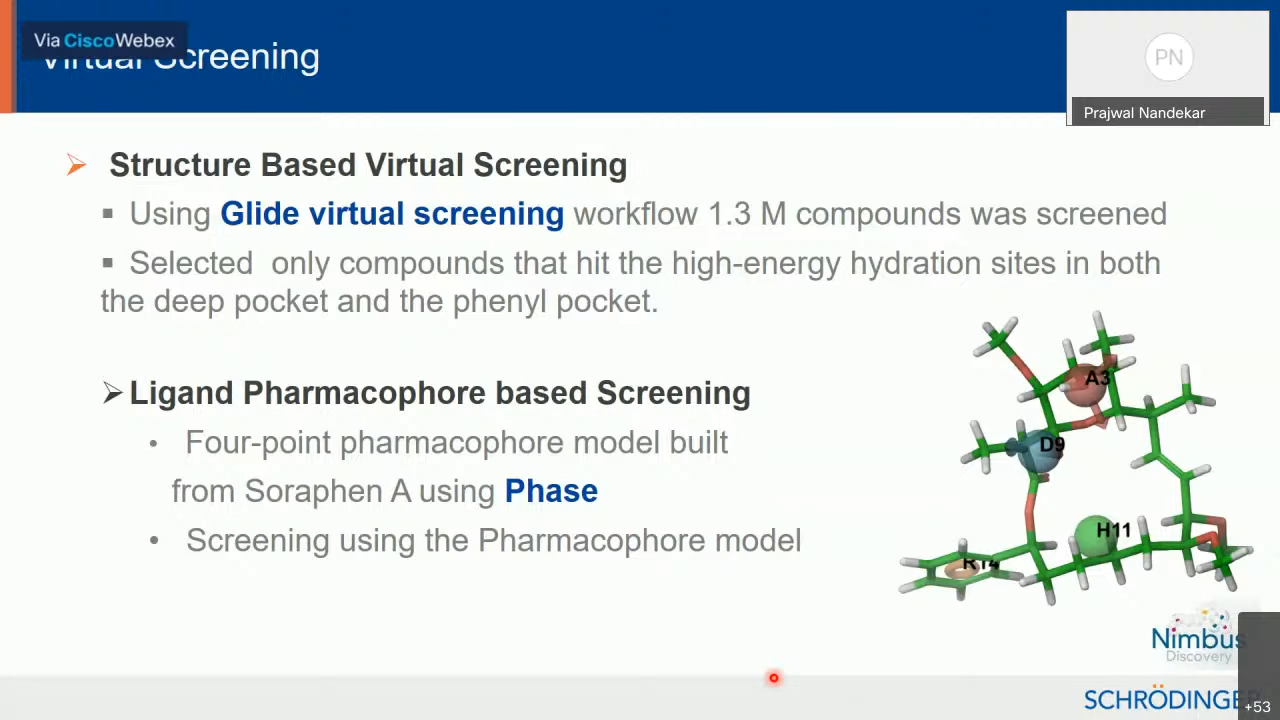 Via CiscoWebex
Virtual Screening
PN
Prajwal Nandekar
➢ Structure Based Virtual Screening
▪ Using Glide virtual screening workflow 1.3 M compounds was screened
▪ Selected only compounds that hit the high-energy hydration sites in both
the deep pocket and the phenyl pocket.
➢ Ligand Pharmacophore based Screening
• Four-point pharmacophore model built
from Soraphen A using Phase
• Screening using the Pharmacophore model
A3
D9
H11
R14
Nimbus
Discovery
SCHRÖDINGER
+53